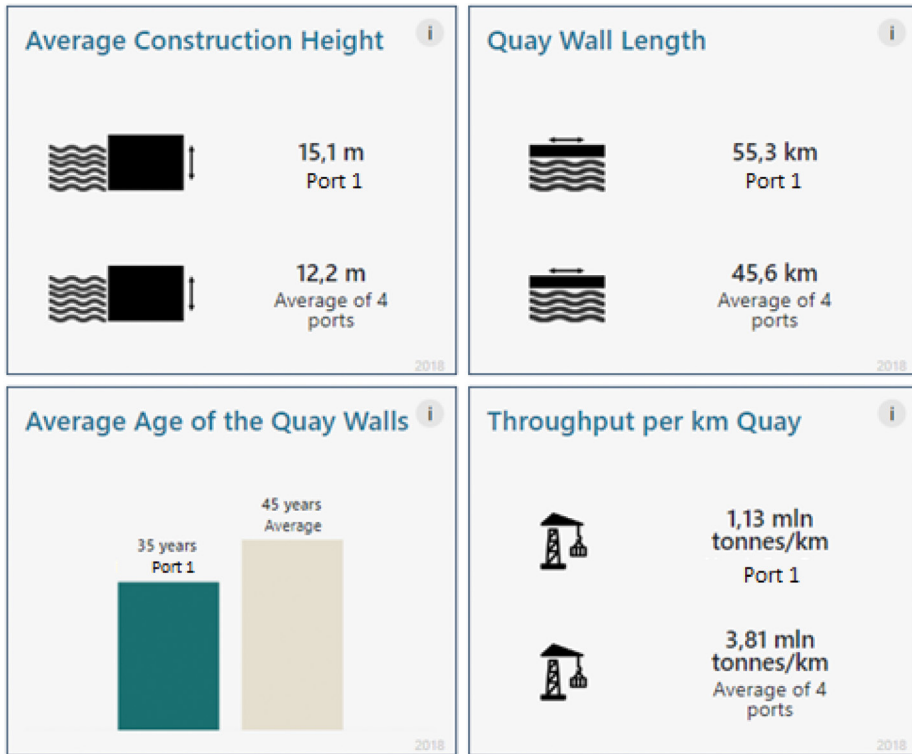 Average Construction Height
i
15,1 m
Port 1
12,2 m
Average of 4
ports
2018
Quay Wall Length
i
55,3 km
Port 1
45,6 km
Average of 4
ports
2018
Average Age of the Quay Walls
i
45 years
Average
35 years
Port 1
2018
Throughput per km Quay
i
1,13 mln
tonnes/km
Port 1
3,81 mln
tonnes/km
Average of 4
ports
2018